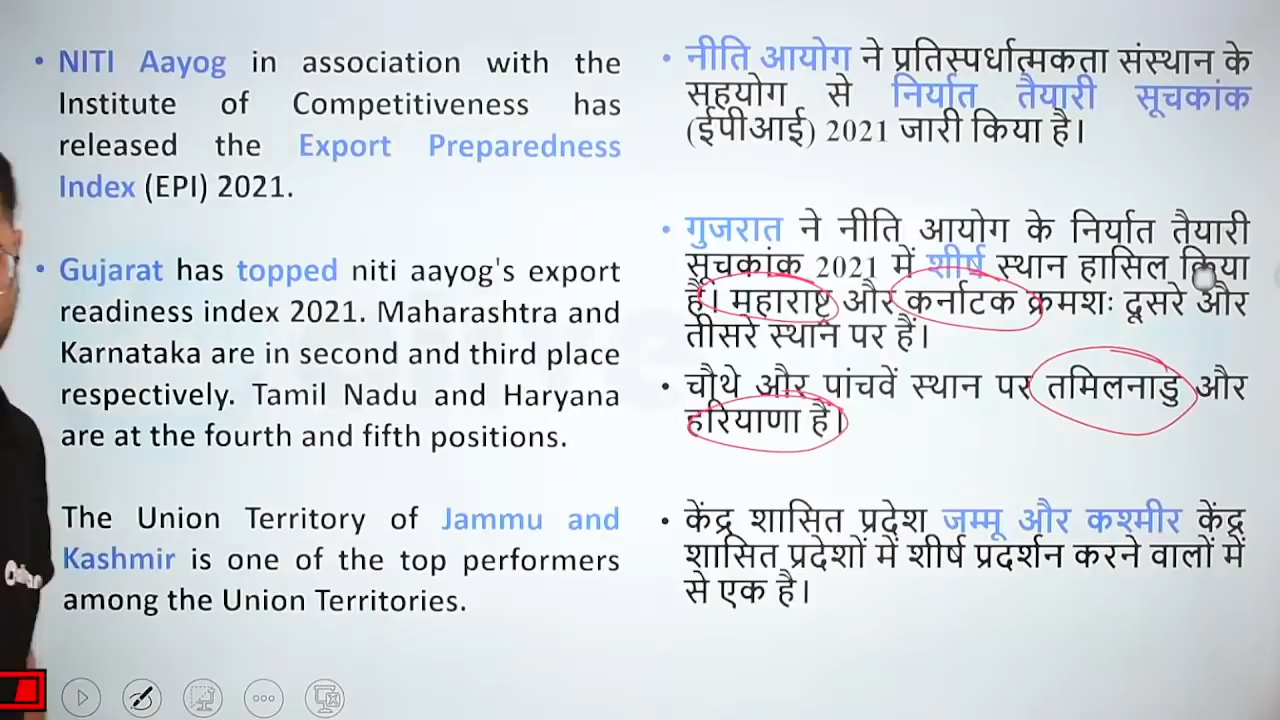 NITI Aayog in association with the
Institute of Competitiveness has
released the Export Preparedness
Index (EPI) 2021.
Gujarat has topped niti aayog's export
readiness index 2021. Maharashtra and
Karnataka are in second and third place
respectively. Tamil Nadu and Haryana
are at the fourth and fifth positions.
The Union Territory of Jammu and
Kashmir is one of the top performers
among the Union Territories.
नीति आयोग ने प्रतिस्पर्धात्मकता संस्थान के
सहयोग से निर्यात तैयारी सूचकांक
(ईपीआई) 2021 जारी किया है।
गुजरात ने नीति आयोग के निर्यात तैयारी
सूचकांक 2021 में शीर्ष स्थान हासिल किया
है। महाराष्ट्र और कर्नाटक क्रमशः दूसरे और
तीसरे स्थान पर हैं।
चौथे और पांचवें स्थान पर तमिलनाडु और
हरियाणा हैं।
केंद्र शासित प्रदेश जम्मू और कश्मीर केंद्र
शासित प्रदेशों में शीर्ष प्रदर्शन करने वालों में
से एक है।